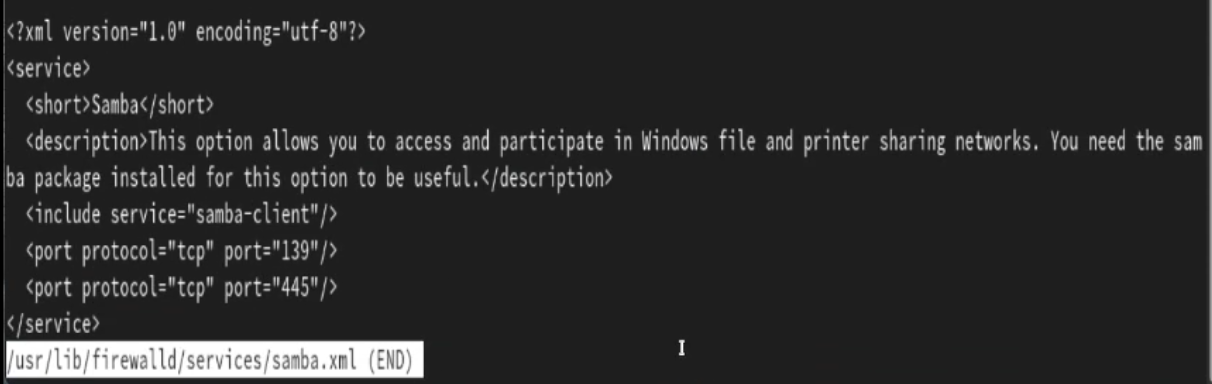 <?xml version="1.0" encoding="utf-8"?>
<service>
  <short>Samba</short>
  <description>This option allows you to access and participate in Windows file and printer sharing networks. You need the sam
ba package installed for this option to be useful.</description>
  <include service="samba-client"/>
  <port protocol="tcp" port="139"/>
  <port protocol="tcp" port="445"/>
</service>
/usr/lib/firewalld/services/samba.xml (END)